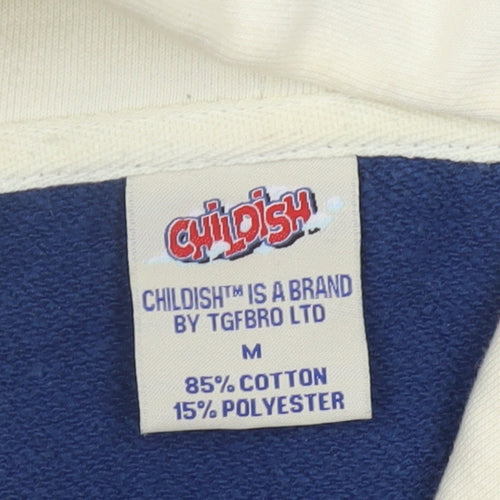 CHiLDiSH
CHILDISH™ IS A BRAND
BY TGFBRO LTD
M
85% COTTON
15% POLYESTER